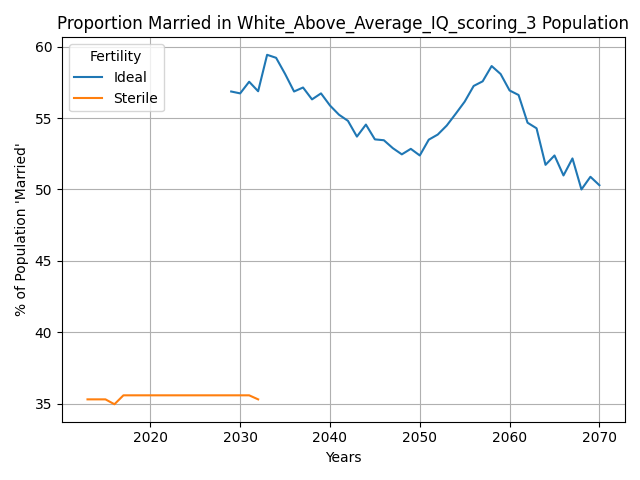 Proportion Married in White_Above_Average_IQ_scoring_3 Population
Fertility
Ideal
Sterile
60
55
50
45
40
35
% of Population 'Married'
2020
2030
2040
2050
2060
2070
Years